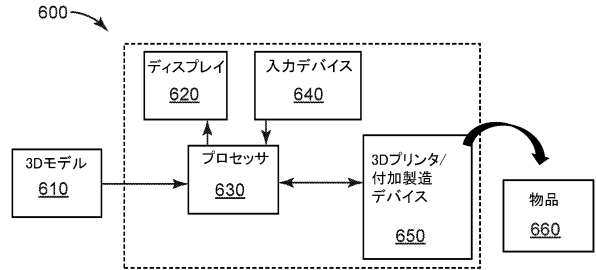 600
ディスプレイ
620
入力デバイス
640
3Dモデル
610
プロセッサ
630
3Dプリンタ/
付加製造
デバイス
650
物品
660